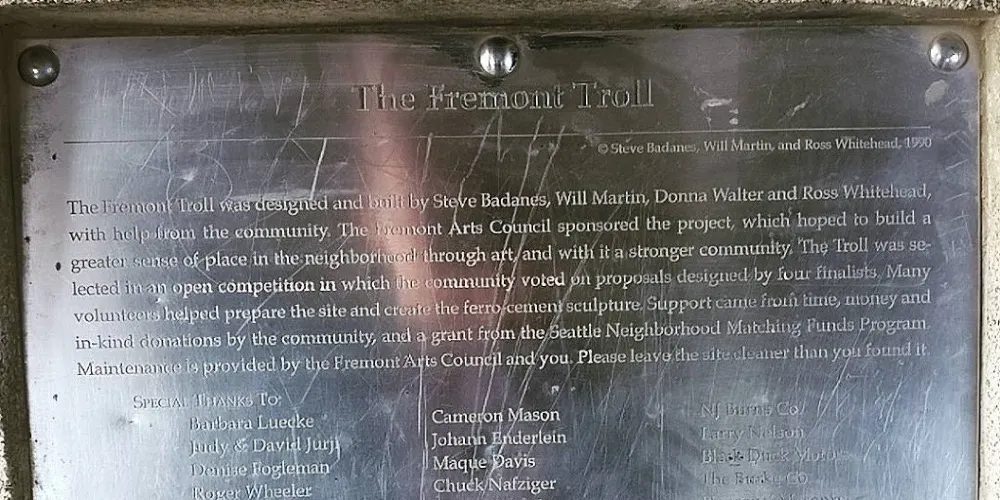 The Fremont Troll
© Steve Badanes, Will Martin, and Ross Whitehead, 1990
The Fremont Troll was designed and built by Steve Badanes, Will Martin, Donna Walter and Ross Whitehead,
with help from the community. The Fremont Arts Council sponsored the project, which hoped to build a
greater sense of place in the neighborhood through art, and with it a stronger community. The Troll was se-
lected in an open competition in which the community voted on proposals designed by four finalists. Many
volunteers helped prepare the site and create the ferro-cement sculpture. Support came from time, money and
in-kind donations by the community, and a grant from the Seattle Neighborhood Matching Funds Program.
Maintenance is provided by the Fremont Arts Council and you. Please leave the site cleaner than you found it.
SPECIAL THANKS TO:
Barbara Luecke Cameron Mason NJ Burns Co/
Judy & David Jurji Johann Enderlein Larry Nelson
Denise Fogleman Maque Davis Black Duck Motors
Roger Wheeler Chuck Nafziger The Burke Co